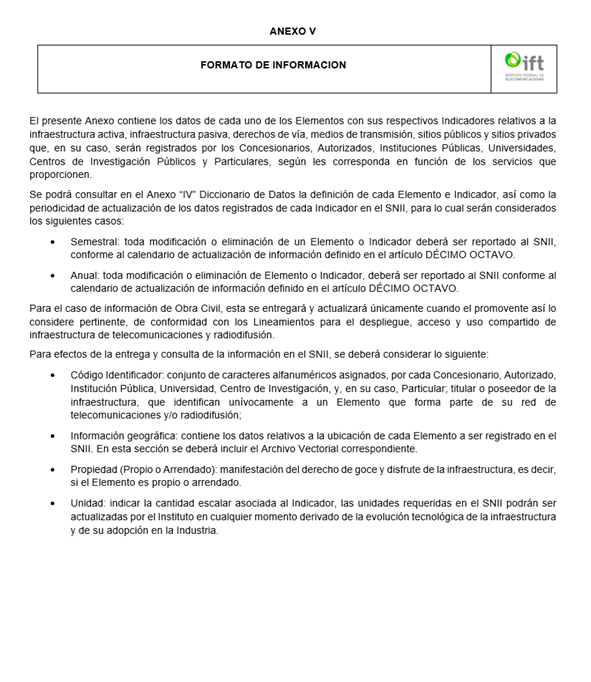 ANEXO V
FORMATO DE INFORMACION
ift
INSTITUTO FEDERAL DE
TELECOMUNICACIONES
El presente Anexo contiene los datos de cada uno de los Elementos con sus respectivos Indicadores relativos a la
infraestructura activa, infraestructura pasiva, derechos de vía, medios de transmisión, sitios públicos y sitios privados
que, en su caso, serán registrados por los Concesionarios, Autorizados, Instituciones Públicas, Universidades,
Centros de Investigación Públicos y Particulares, según les corresponda en función de los servicios que
proporcionen.
Se podrá consultar en el Anexo “IV” Diccionario de Datos la definición de cada Elemento e Indicador, así como la
periodicidad de actualización de los datos registrados de cada Indicador en el SNII, para lo cual serán considerados
los siguientes casos:
• Semestral: toda modificación o eliminación de un Elemento o Indicador deberá ser reportado al SNII,
conforme al calendario de actualización de información definido en el artículo DÉCIMO OCTAVO.
• Anual: toda modificación o eliminación de Elemento o Indicador, deberá ser reportado al SNII conforme al
calendario de actualización de información definido en el artículo DÉCIMO OCTAVO.
Para el caso de información de Obra Civil, esta se entregará y actualizará únicamente cuando el promovente así lo
considere pertinente, de conformidad con los Lineamientos para el despliegue, acceso y uso compartido de
infraestructura de telecomunicaciones y radiodifusión.
Para efectos de la entrega y consulta de la información en el SNII, se deberá considerar lo siguiente:
• Código Identificador: conjunto de caracteres alfanuméricos asignados, por cada Concesionario, Autorizado,
Institución Pública, Universidad, Centro de Investigación, y, en su caso, Particular; titular o poseedor de la
infraestructura, que identifican unívocamente a un Elemento que forma parte de su red de
telecomunicaciones y/o radiodifusión;
• Información geográfica: contiene los datos relativos a la ubicación de cada Elemento a ser registrado en el
SNII. En esta sección se deberá incluir el Archivo Vectorial correspondiente.
• Propiedad (Propio o Arrendado): manifestación del derecho de goce y disfrute de la infraestructura, es decir,
si el Elemento es propio o arrendado.
• Unidad: indicar la cantidad escalar asociada al Indicador, las unidades requeridas en el SNII podrán ser
actualizadas por el Instituto en cualquier momento derivado de la evolución tecnológica de la infraestructura
y de su adopción en la Industria.